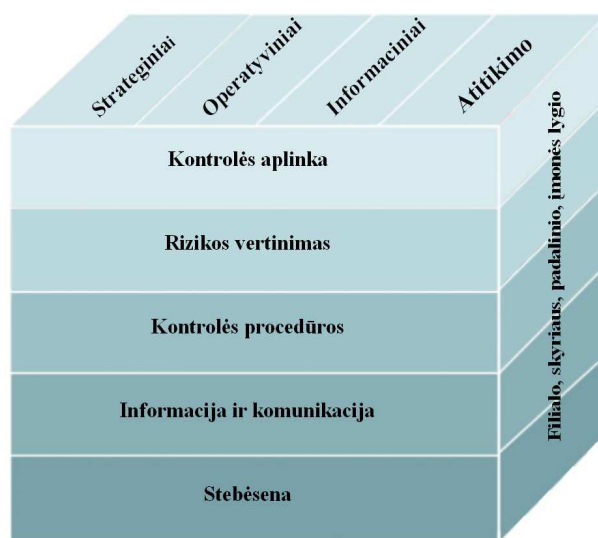 Strateginiai
Operatyviniai
Informaciniai
Atitikimo
Kontrolės aplinka
Rizikos vertinimas
Kontrolės procedūros
Informacija ir komunikacija
Stebėsena
Filialo, skyriaus, padalinio, įmonės lygio